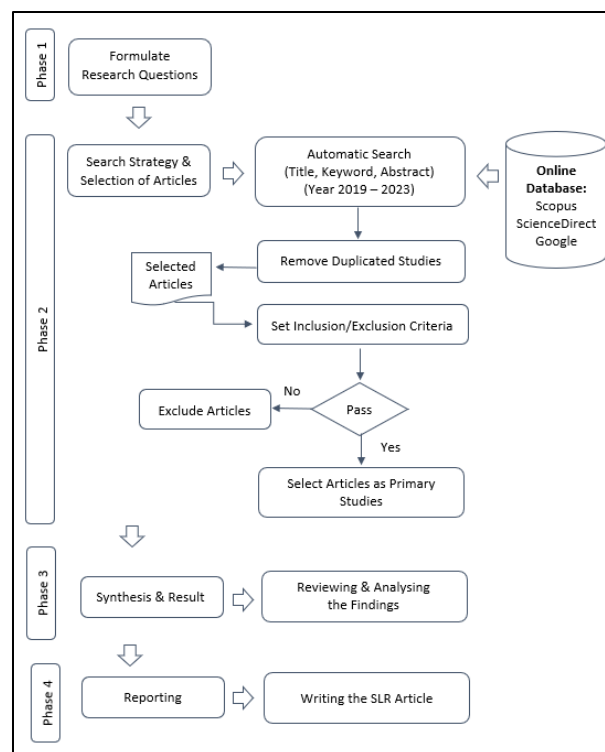 Phase 1
Formulate
Research Questions
Phase 2
Search Strategy &
Selection of Articles
Automatic Search
(Title, Keyword, Abstract)
(Year 2019 – 2023)
Online
Database:
Scopus
ScienceDirect
Google
Selected
Articles
Remove Duplicated Studies
Set Inclusion/Exclusion Criteria
No
Exclude Articles
Pass
Yes
Select Articles as Primary
Studies
Phase 3
Synthesis & Result
Reviewing & Analysing
the Findings
Phase 4
Reporting
Writing the SLR Article